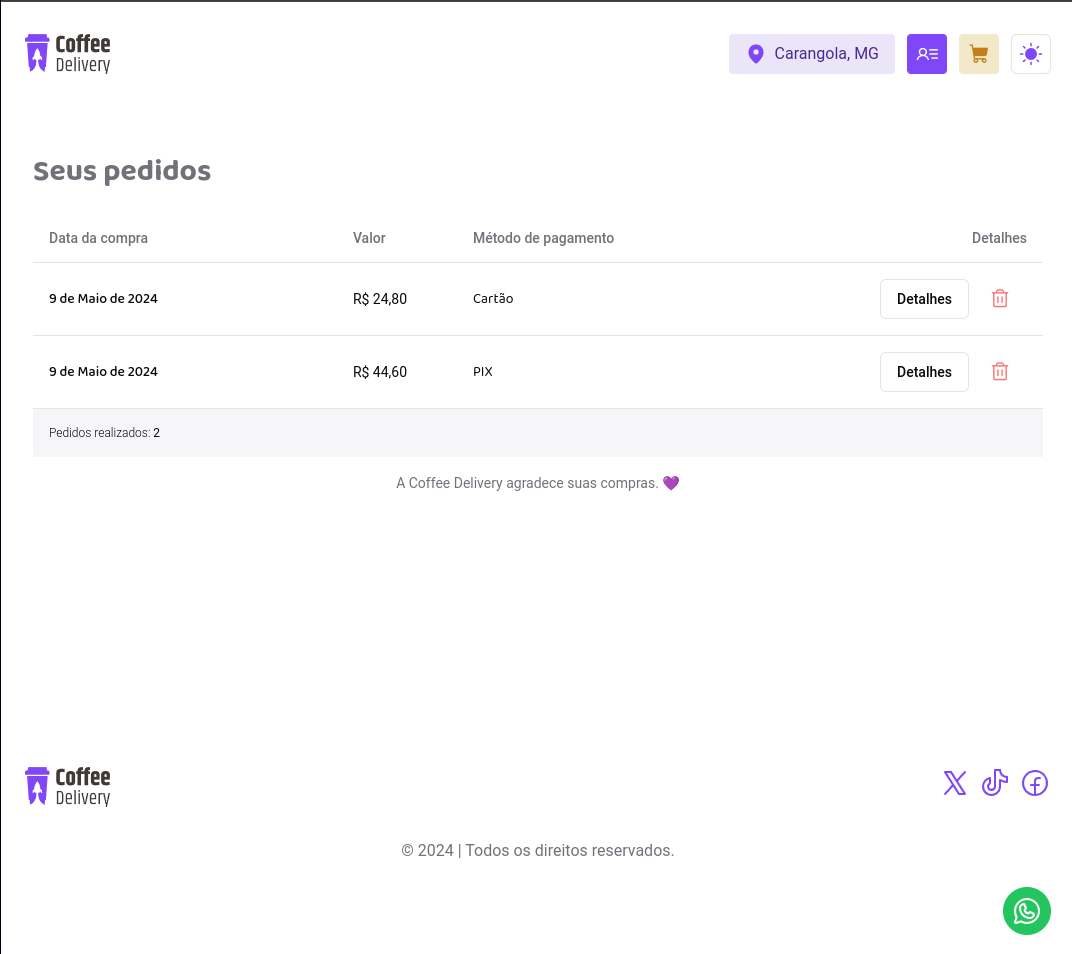 Coffee
Delivery
Carangola, MG
Seus pedidos
Data da compra Valor Método de pagamento Detalhes
9 de Maio de 2024 R$ 24,80 Cartão Detalhes
9 de Maio de 2024 R$ 44,60 PIX Detalhes
Pedidos realizados: 2
A Coffee Delivery agradece suas compras. 💜
Coffee
Delivery
© 2024 | Todos os direitos reservados.